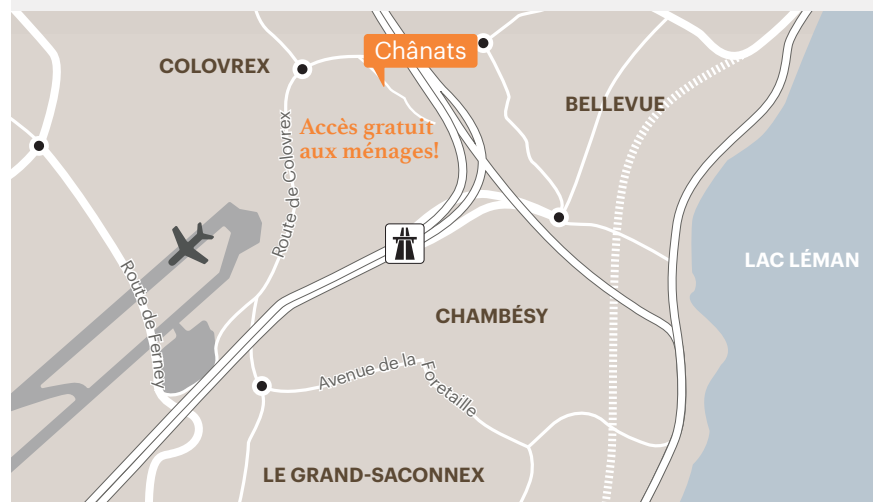 Chânats
COLOVREX
BELLEVUE
Accès gratuit
aux ménages!
Route de Colovrex
LAC LÉMAN
Route de Ferney
CHAMBÉSY
Avenue de la
Foretaille
LE GRAND-SACONNEX